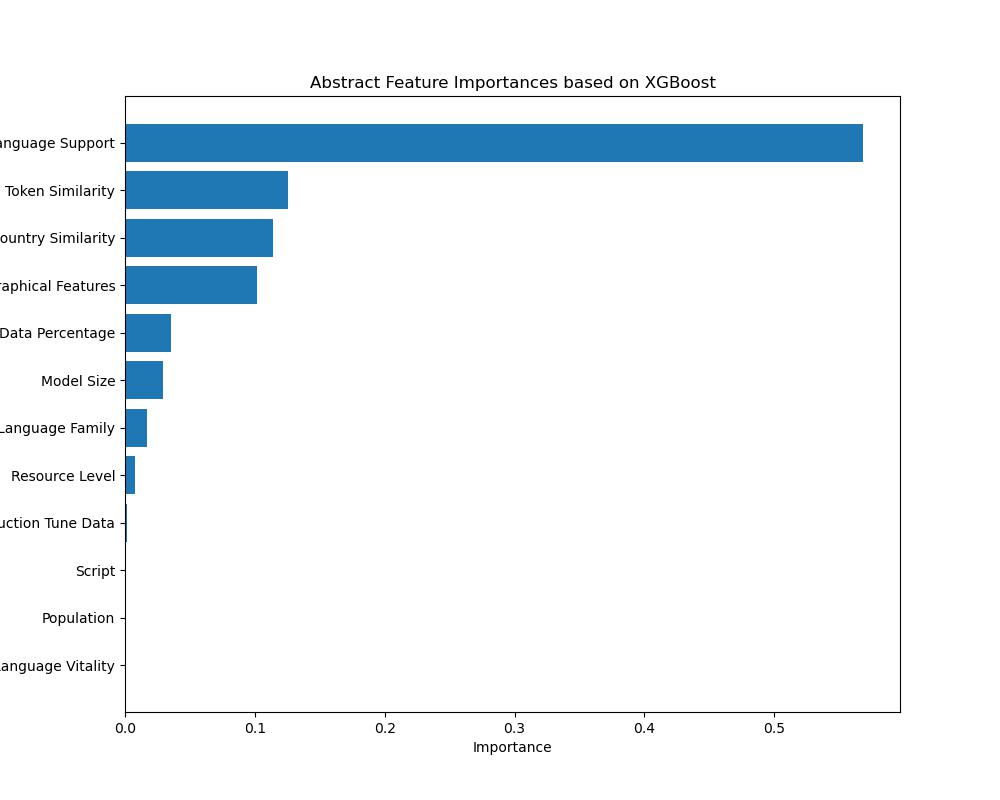 Abstract Feature Importances based on XGBoost
anguage Support
Token Similarity
ountry Similarity
raphical Features
Data Percentage
Model Size
Language Family
Resource Level
uction Tune Data
Script
Population
Language Vitality
0.0 0.1 0.2 0.3 0.4 0.5
Importance